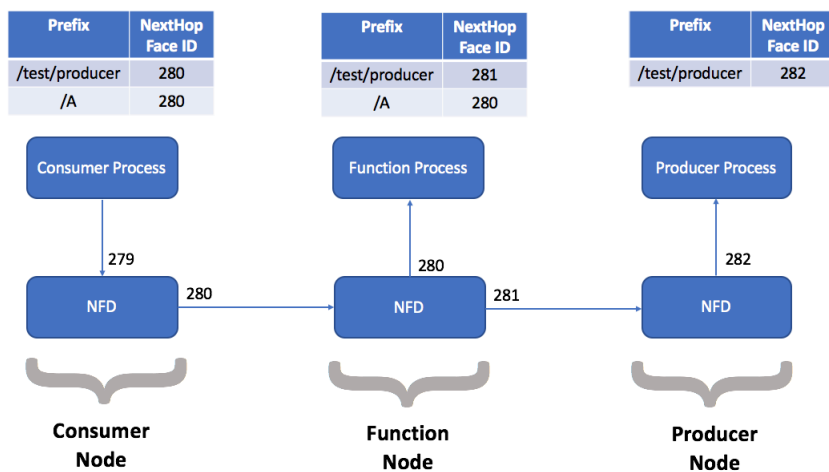 Prefix NextHop Face ID
/test/producer 280
/A 280
Prefix NextHop Face ID
/test/producer 281
/A 280
Prefix NextHop Face ID
/test/producer 282
Consumer Process
Function Process
Producer Process
279
280
282
NFD
280
NFD
281
NFD
Consumer
Node
Function
Node
Producer
Node